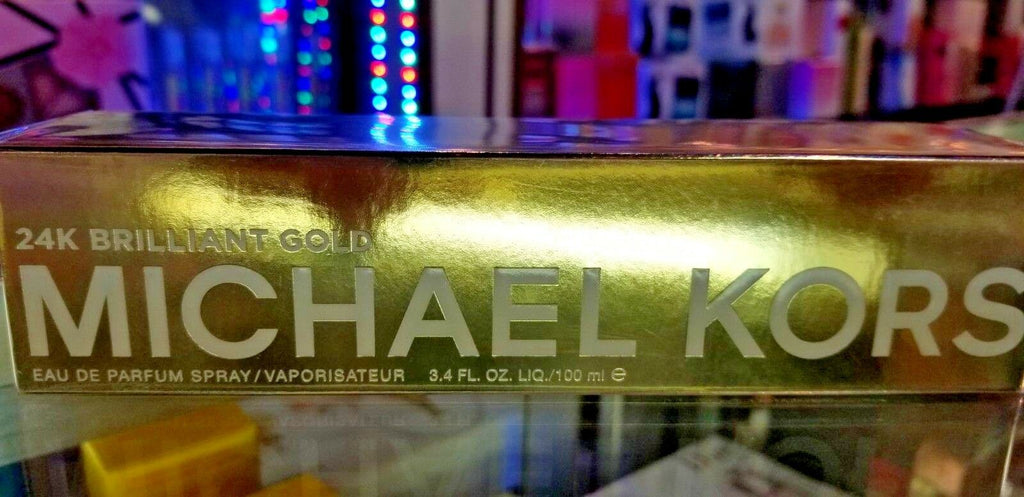 24K BRILLIANT GOLD
MICHAEL KORS
EAU DE PARFUM SPRAY/VAPORISATEUR 3.4 FL. OZ. LIQ./100 ml ℮